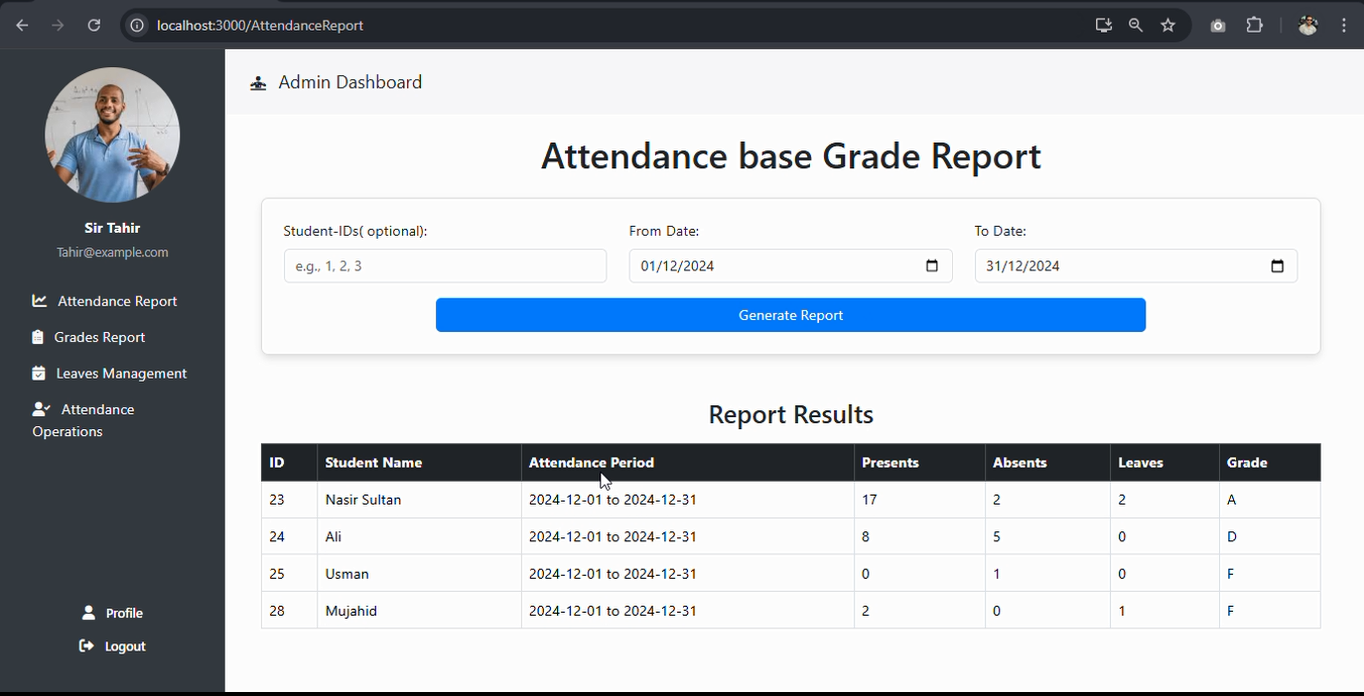 localhost:3000/AttendanceReport
Admin Dashboard
Sir Tahir
Tahir@example.com
Attendance Report
Grades Report
Leaves Management
Attendance
Operations
Profile
Logout
Attendance base Grade Report
Student-IDs( optional): From Date: To Date:
e.g., 1, 2, 3 01/12/2024 31/12/2024
Generate Report
Report Results
ID Student Name Attendance Period Presents Absents Leaves Grade
23 Nasir Sultan 2024-12-01 to 2024-12-31 17 2 2 A
24 Ali 2024-12-01 to 2024-12-31 8 5 0 D
25 Usman 2024-12-01 to 2024-12-31 0 1 0 F
28 Mujahid 2024-12-01 to 2024-12-31 2 0 1 F